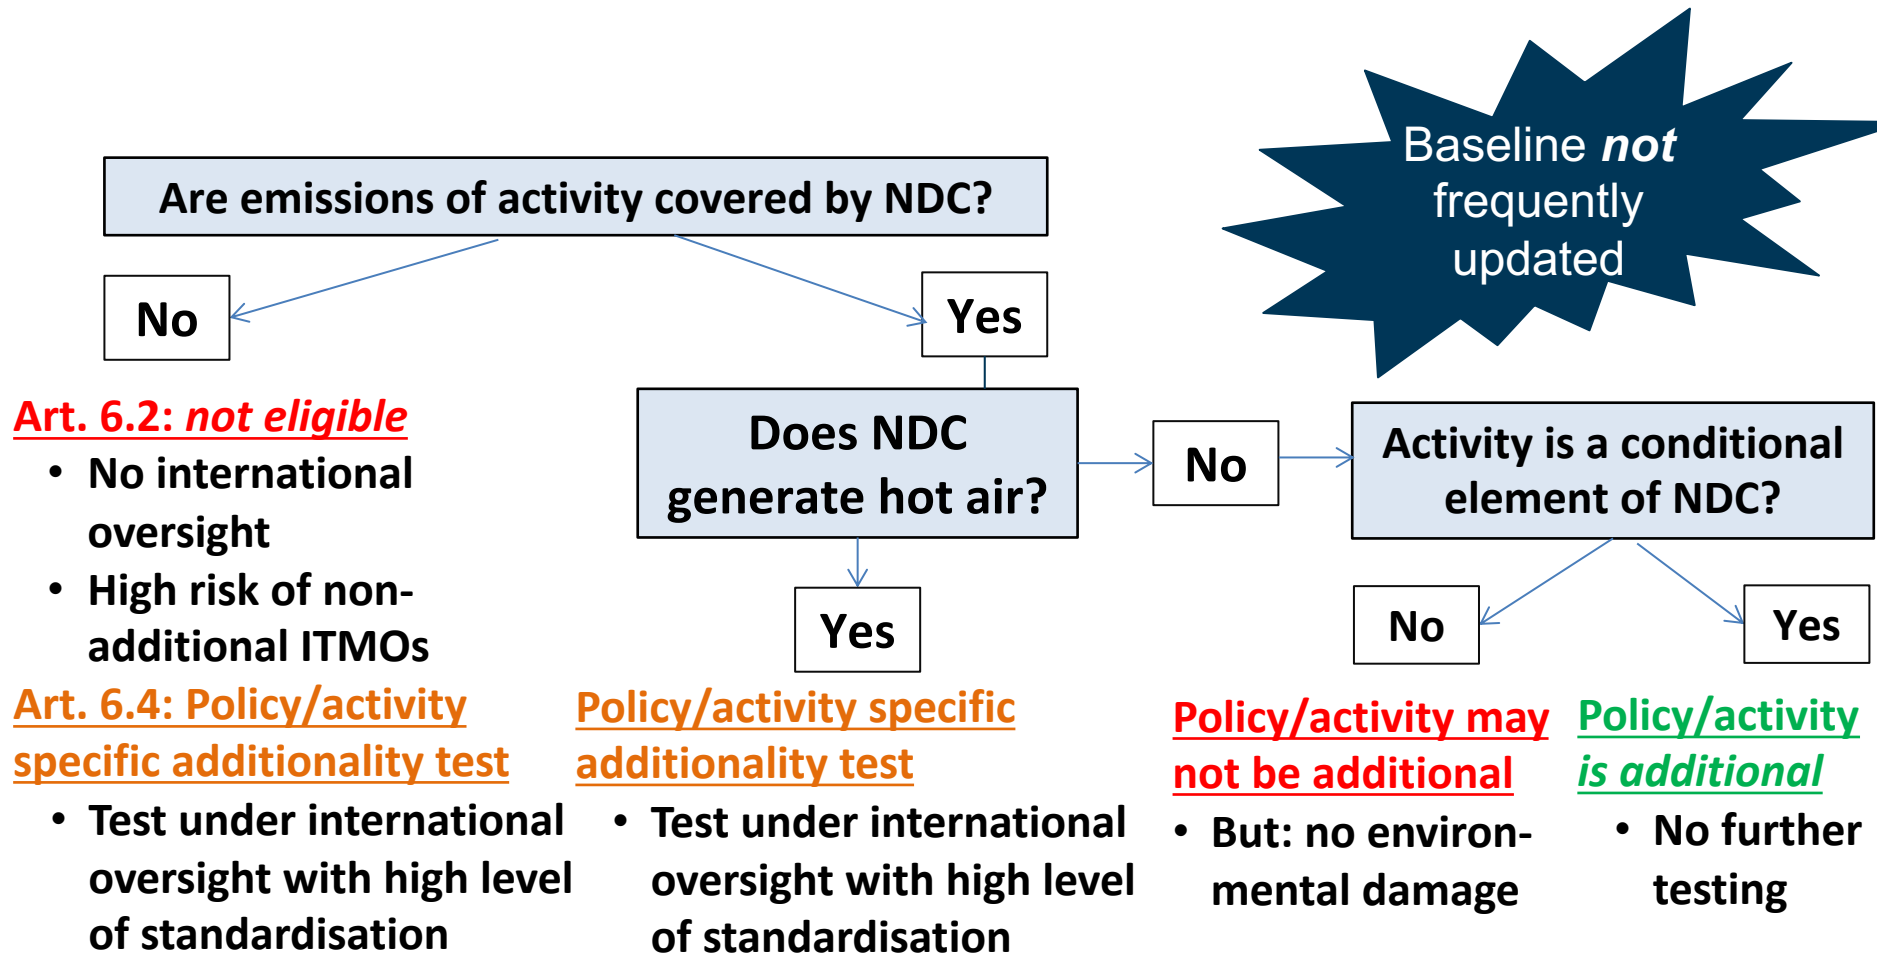 Baseline not
frequently
updated
Are emissions of activity covered by NDC?
No
Yes
Art. 6.2: not eligible
• No international
oversight
• High risk of non-
additional ITMOs
Art. 6.4: Policy/activity
specific additionality test
• Test under international
oversight with high level
of standardisation
Does NDC
generate hot air?
Yes
Policy/activity specific
additionality test
• Test under international
oversight with high level
of standardisation
No
Activity is a conditional
element of NDC?
No
Policy/activity may
not be additional
• But: no environ-
mental damage
Yes
Policy/activity
is additional
• No further
testing